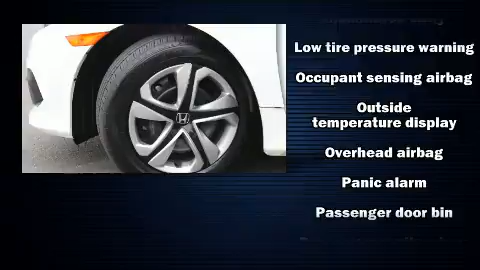 Low tire pressure warning
Occupant sensing airbag
Outside
temperature display
Overhead airbag
Panic alarm
Passenger door bin